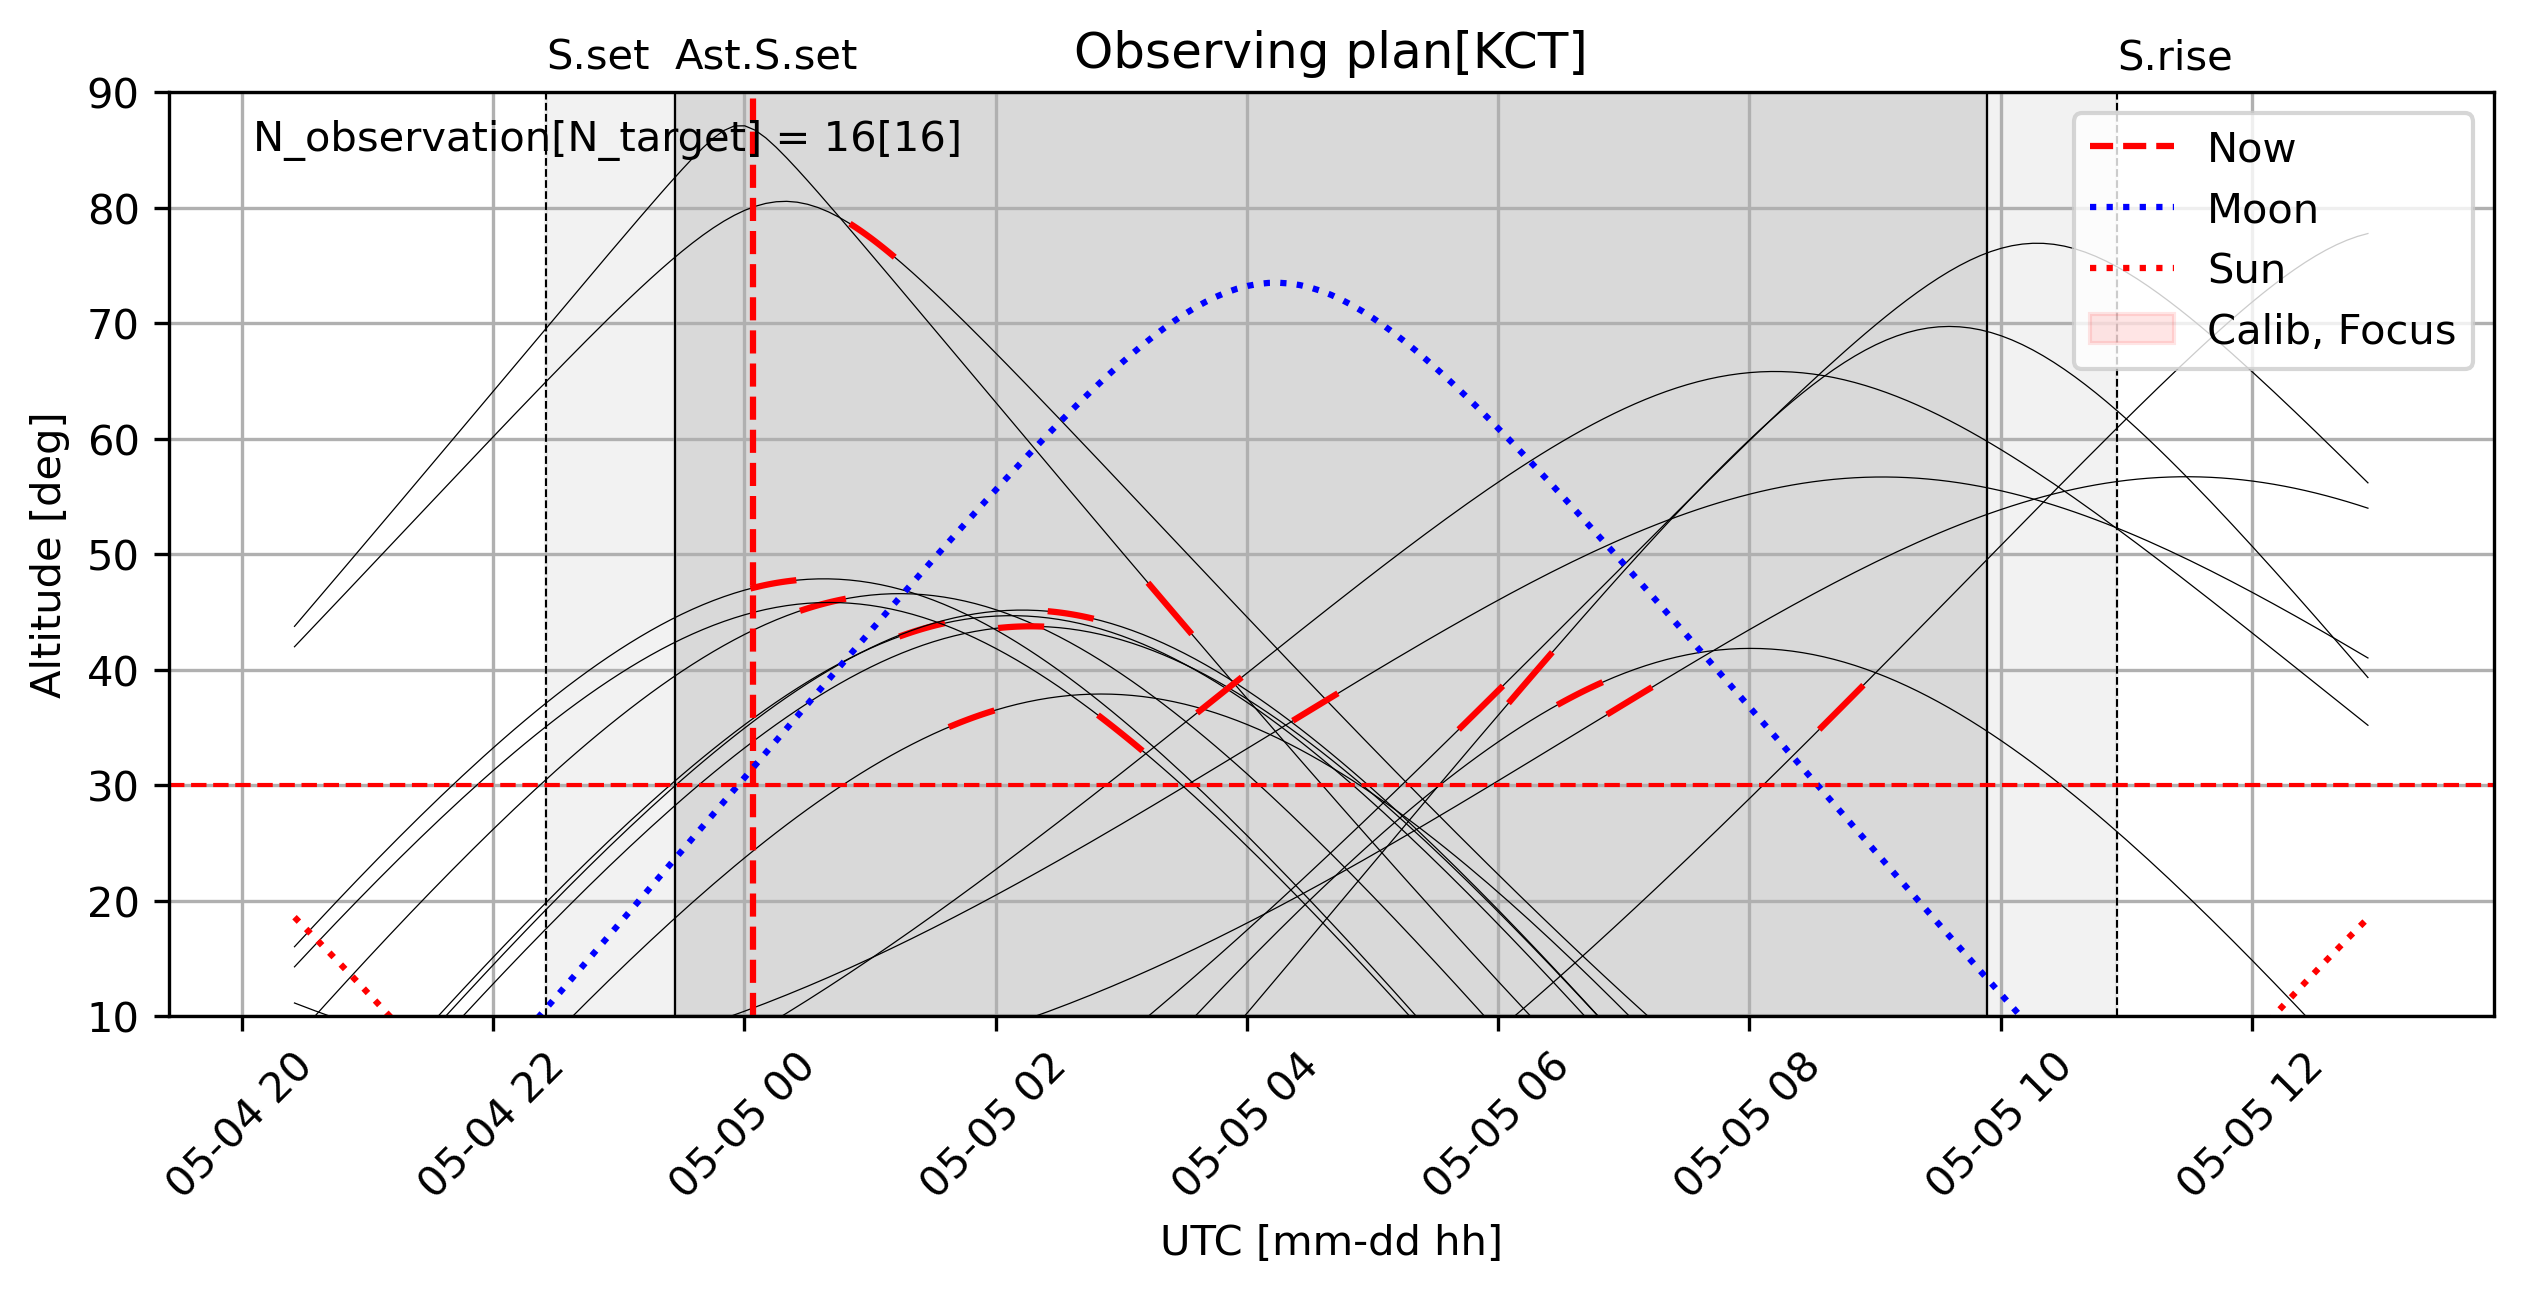 Observing plan[KCT]
S.set Ast.S.set S.rise
N_observation[N_target] = 16[16]
Now
Moon
Sun
Calib, Focus
Altitude [deg]
90
80
70
60
50
40
30
20
10
05-04 20
05-04 22
05-05 00
05-05 02
05-05 04
05-05 06
05-05 08
05-05 10
05-05 12
UTC [mm-dd hh]